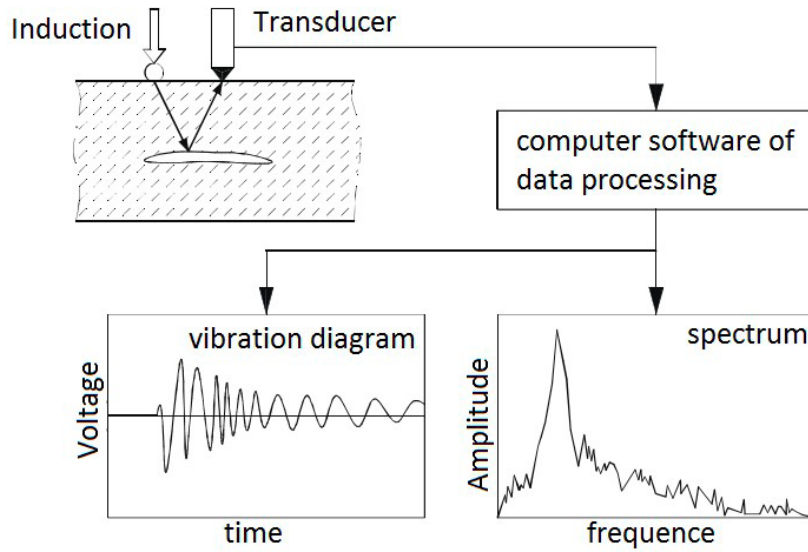 Induction
Transducer
computer software of
data processing
vibration diagram
spectrum
Voltage
time
Amplitude
frequence